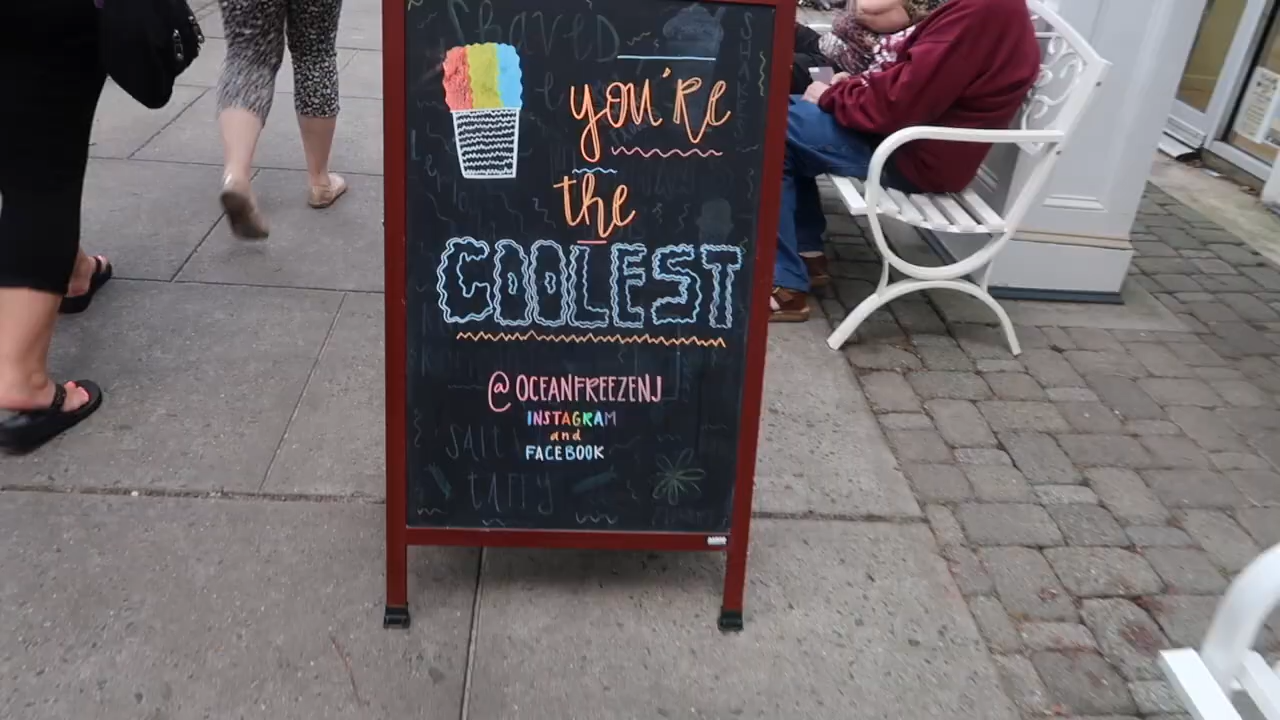 Shaved
you're
the
COOLEST
@OCEANFREEZENJ
INSTAGRAM
and
FACEBOOK
SAlT
taffy